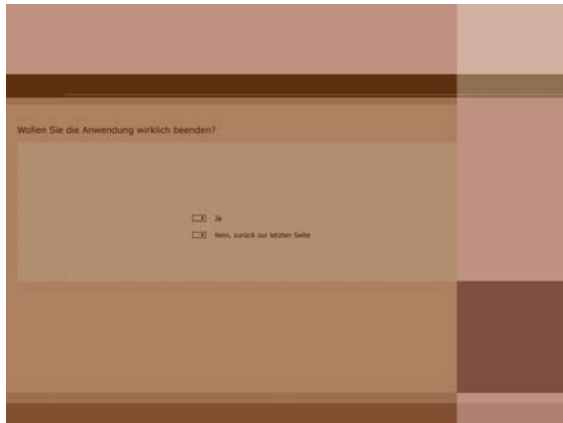 Wollen Sie die Anwendung wirklich beenden?
Ja
Nein, zurück zur letzten Seite